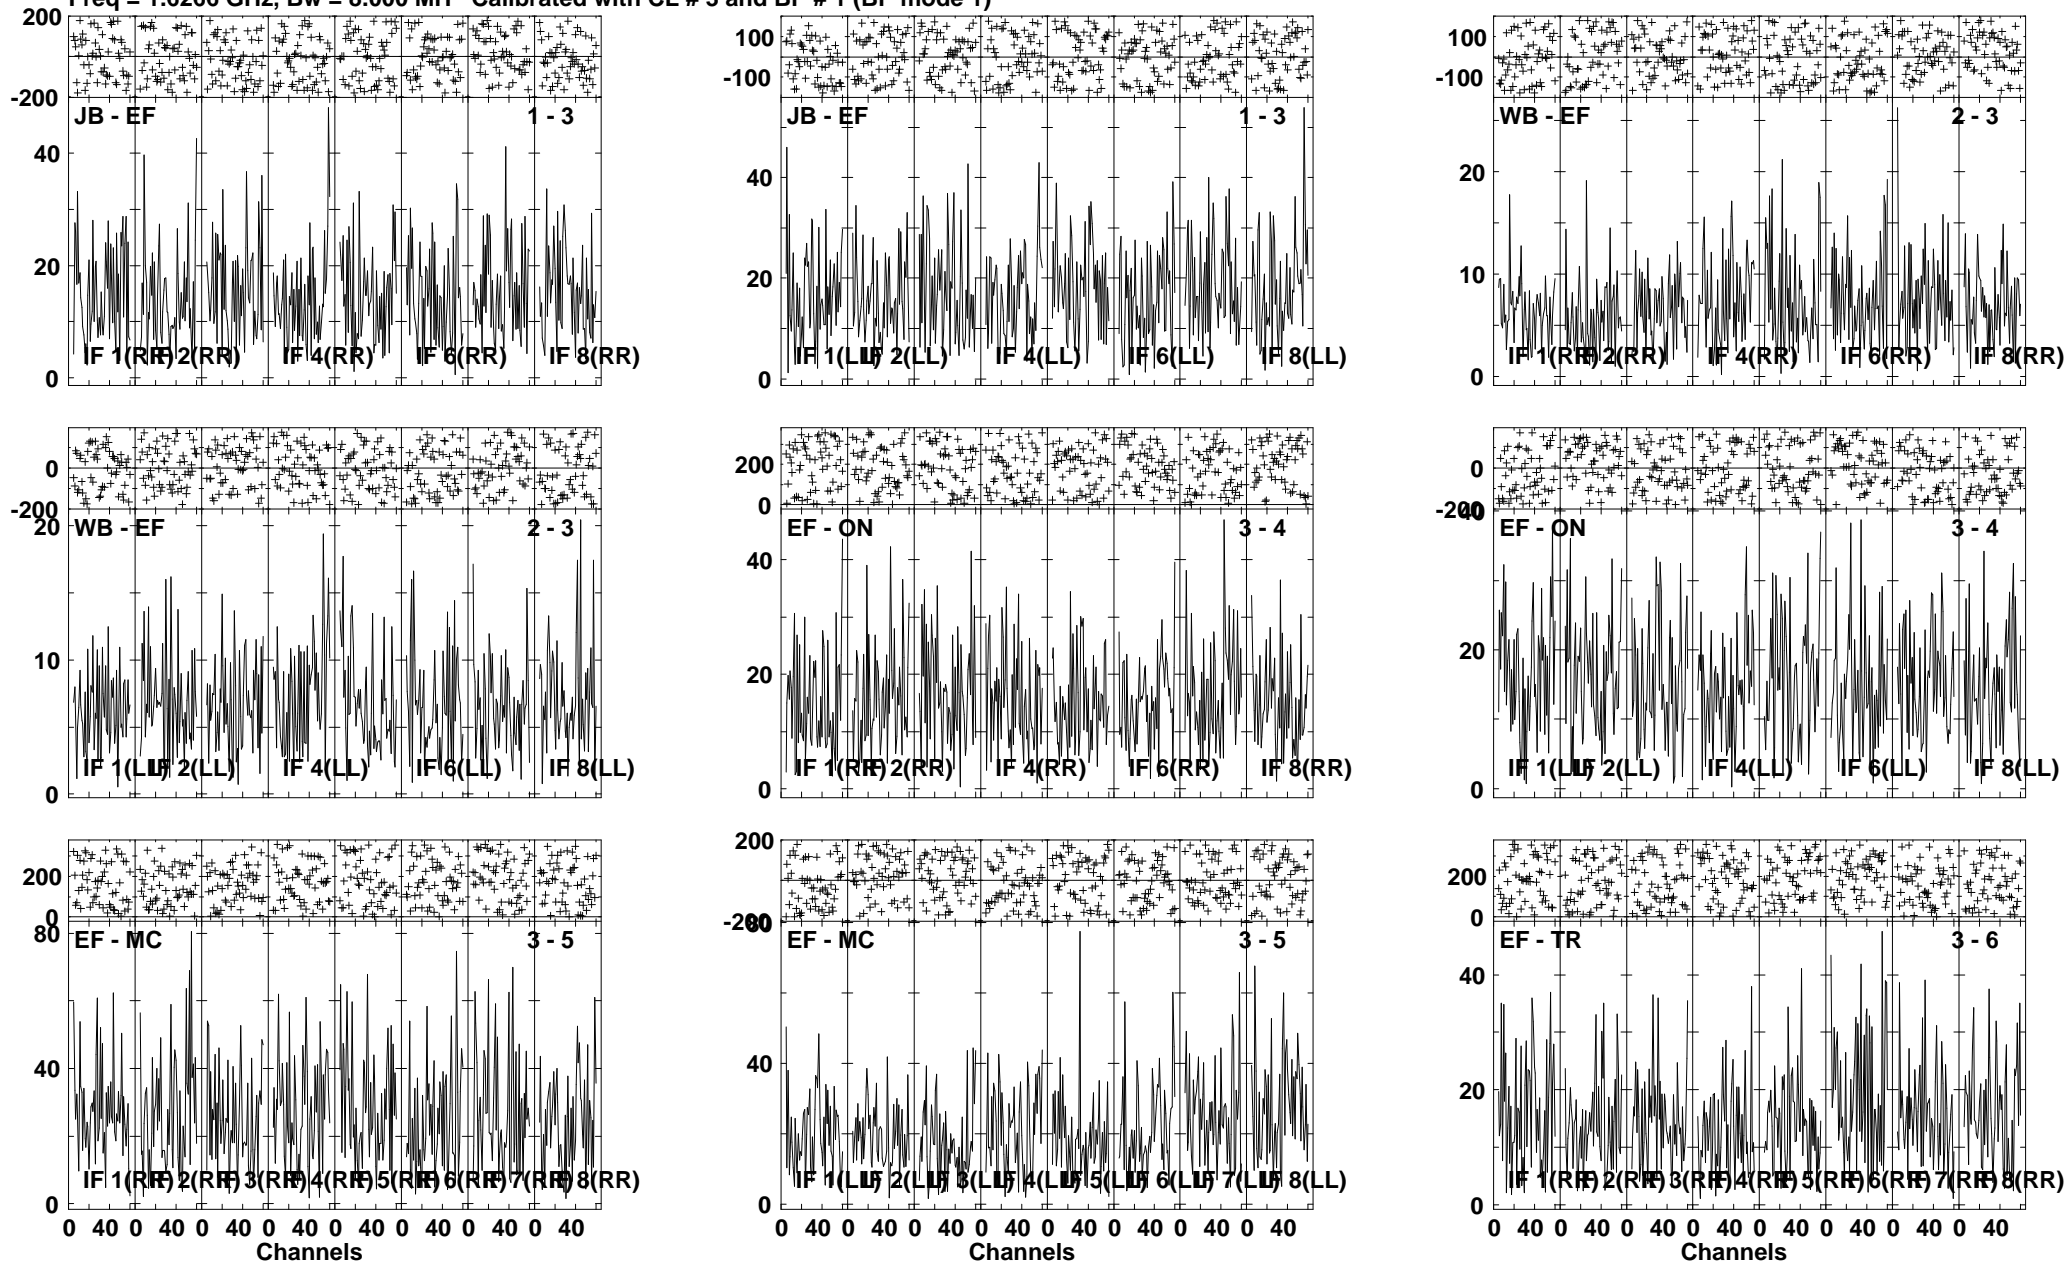 Freq = GHz, Bw = MH Calibrated with CL # and BP # 1 (BP mode 1)
200 100 100
-200 -100 -100
JB - EF 1 - 3 JB - EF 1 - 3 WB - EF 2 - 3
40 40 20
20 20 10
IF 1(RR) IF 2(RR) IF 4(RR) IF 6(RR) IF 8(RR) IF 1(LL) IF 2(LL) IF 4(LL) IF 6(LL) IF 8(LL) IF 1(RR) IF 2(RR) IF 4(RR) IF 6(RR) IF 8(RR)
0 0 0
0 200 0
-200 0 -200
20 40
WB - EF 2 - 3 EF - ON 3 - 4 EF - ON 3 - 4
10 40 20
20
IF 1(LL) IF 2(LL) IF 4(LL) IF 6(LL) IF 8(LL) IF 1(RR) IF 2(RR) IF 4(RR) IF 6(RR) IF 8(RR) IF 1(LL) IF 2(LL) IF 4(LL) IF 6(LL) IF 8(LL)
0 0 0
200 200 200
0 -200 0
80 80
EF - MC 3 - 5 EF - MC 3 - 5 EF - TR 3 - 6
40 40 40
20
IF 1(RR) IF 2(RR) IF 3(RR) IF 4(RR) IF 5(RR) IF 6(RR) IF 7(RR) IF 8(RR) IF 1(LL) IF 2(LL) IF 3(LL) IF 4(LL) IF 5(LL) IF 6(LL) IF 7(LL) IF 8(LL) IF 1(RR) IF 2(RR) IF 3(RR) IF 4(RR) IF 5(RR) IF 6(RR) IF 7(RR) IF 8(RR)
0 0 0
0 40 0 40 0 40 0 40 0 40 0 40 0 40 0 40 0 40 0 40 0 40 0 40 0 40 0 40 0 40 0 40 0 40 0 40 0 40 0 40 0 40 0 40 0 40 0 40
Channels Channels Channels